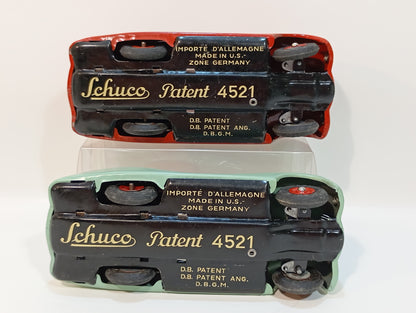 IMPORTÉ D'ALLEMAGNE
MADE IN U.S.-
ZONE GERMANY
Schuco Patent 4521
D.B. PATENT
D.B. PATENT ANG.
D.B.G.M.
IMPORTÉ D'ALLEMAGNE
MADE IN U.S.-
ZONE GERMANY
Schuco Patent 4521
D.B. PATENT
D.B. PATENT ANG.
D.B.G.M.